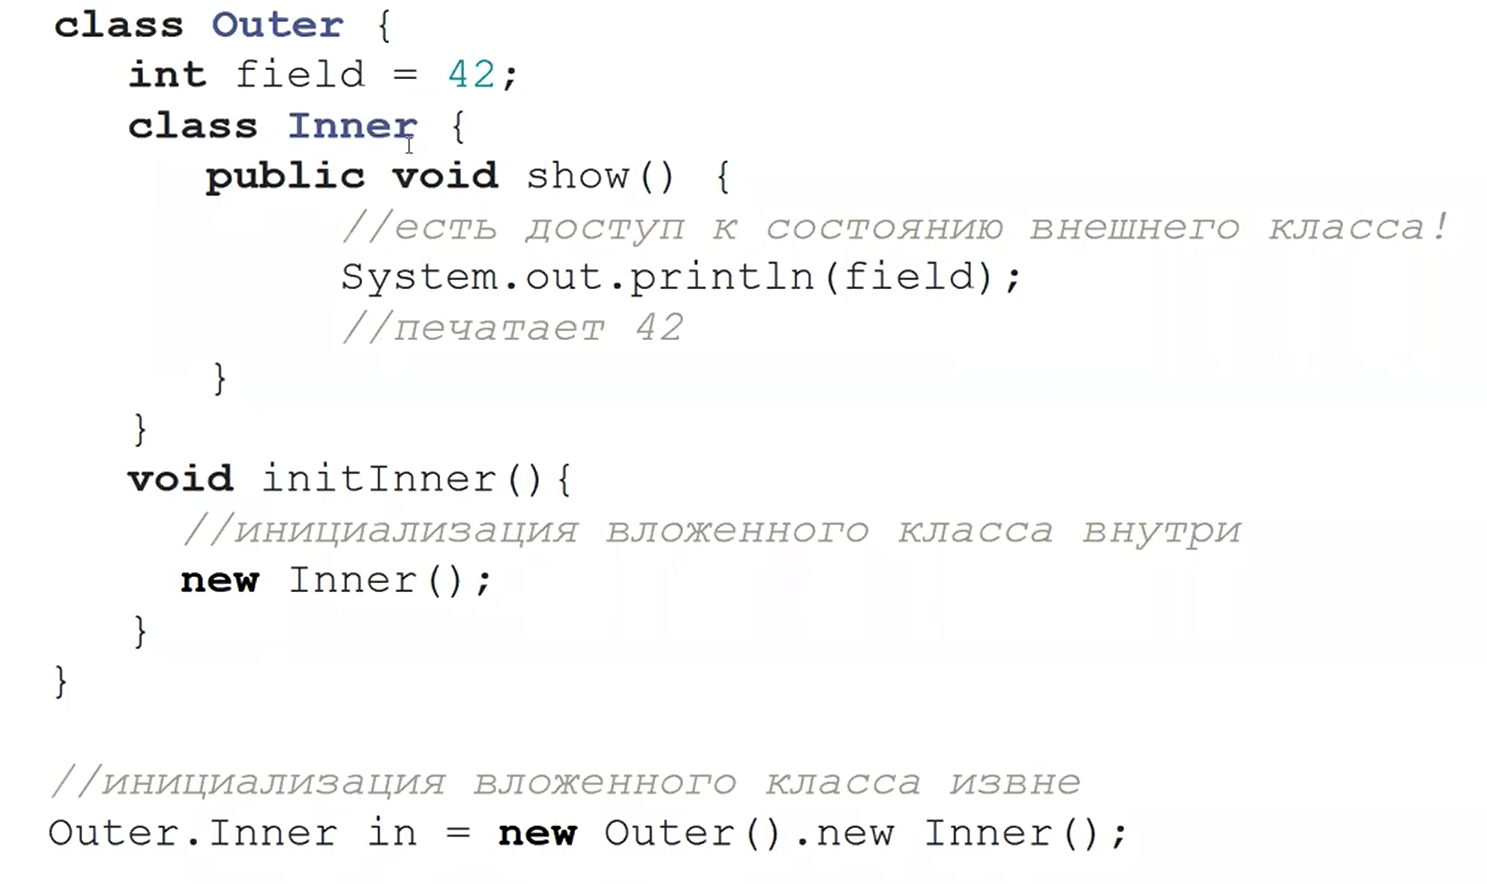 class Outer {
int field = 42;
class Inner {
public void show() {
//есть доступ к состоянию внешнего класса!
System.out.println(field);
//печатает 42
}
}
void initInner(){
//инициализация вложенного класса внутри
new Inner();
}
}
//инициализация вложенного класса извне
Outer.Inner in = new Outer().new Inner();